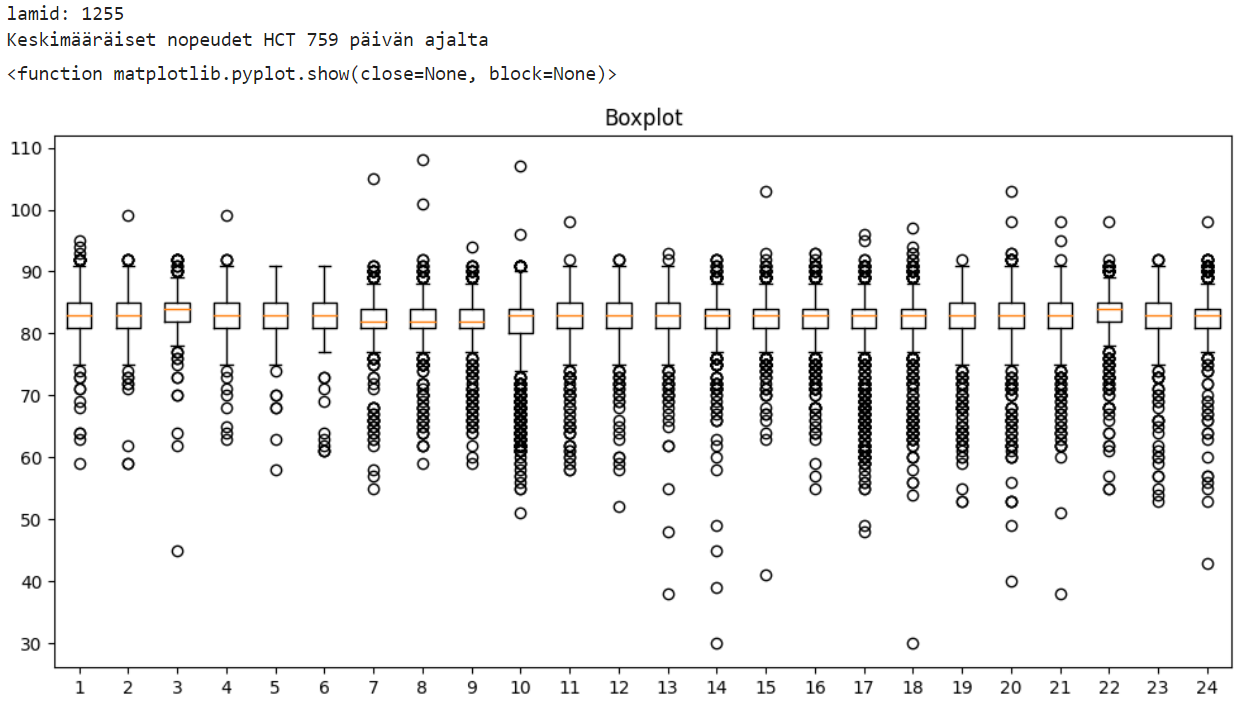 lamid: 1255
Keskimääräiset nopeudet HCT 759 päivän ajalta
<function matplotlib.pyplot.show(close=None, block=None)>
Boxplot
110
100
90
80
70
60
50
40
30
1 2 3 4 5 6 7 8 9 10 11 12 13 14 15 16 17 18 19 20 21 22 23 24